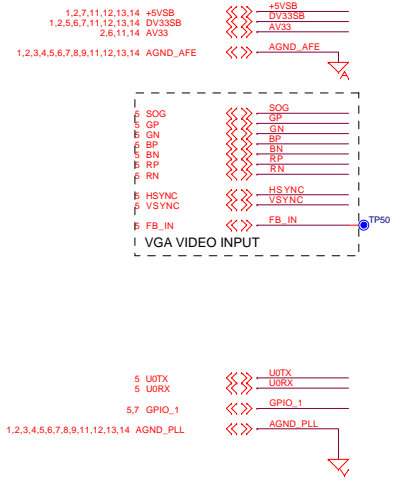 1,2,7,11,12,13,14 +5VSB +5VSB
1,2,5,6,7,11,12,13,14 DV33SB DV33SB
2,6,11,14 AV33 AV33
1,2,3,4,5,6,7,8,9,11,12,13,14 AGND_AFE AGND_AFE
A
5 SOG SOG
5 GP GP
5 GN GN
5 BP BP
5 BN BN
5 RP RP
5 RN RN
5 HSYNC HSYNC
5 VSYNC VSYNC
5 FB_IN FB_IN TP50
VGA VIDEO INPUT
5 U0TX U0TX
5 U0RX U0RX
5,7 GPIO_1 GPIO_1
1,2,3,4,5,6,7,8,9,11,12,13,14 AGND_PLL AGND_PLL